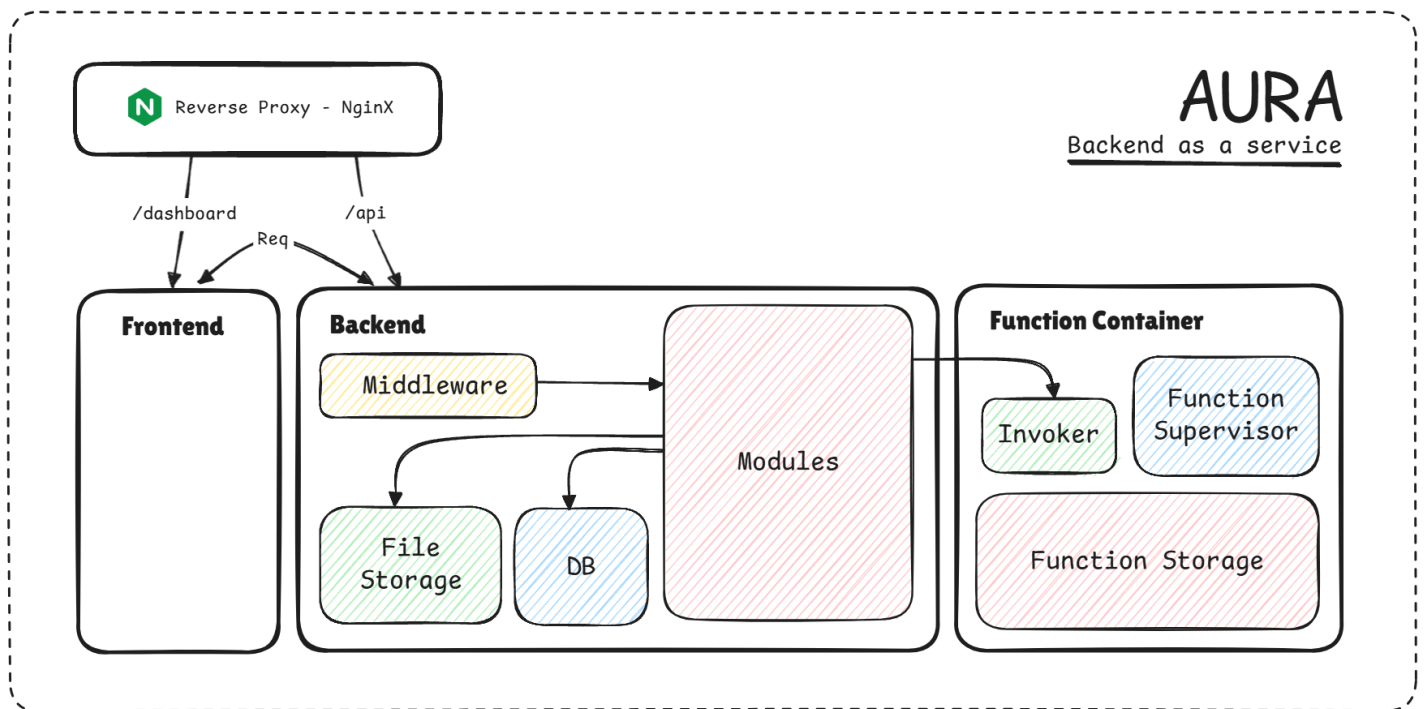 AURA
Backend as a service
N Reverse Proxy - NginX
/dashboard
/api
Req
Frontend
Backend
Middleware
Modules
File
Storage
DB
Function Container
Invoker
Function
Supervisor
Function Storage